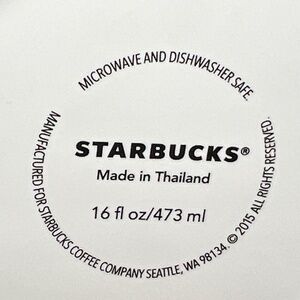 MICROWAVE AND DISHWASHER SAFE.
STARBUCKS®
Made in Thailand
16 fl oz/473 ml
MANUFACTURED FOR STARBUCKS COFFEE COMPANY SEATTLE, WA 98134. © 2015 ALL RIGHTS RESERVED.